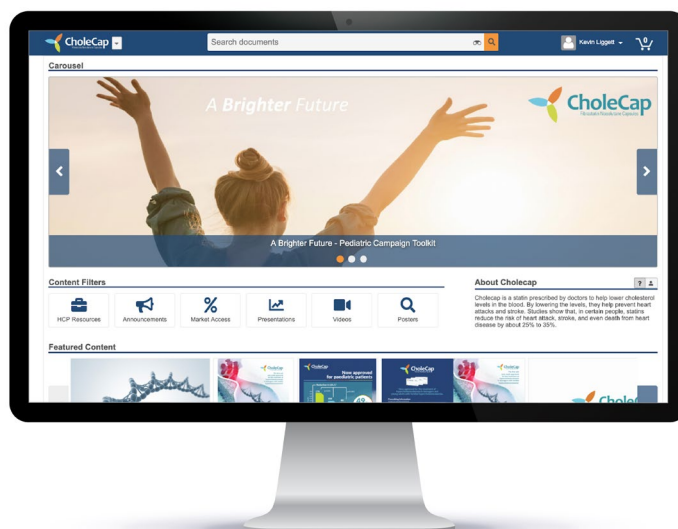 CholeCap
Search documents
Kevin Liggett
0
Carousel
A Brighter Future
CholeCap
A Brighter Future - Pediatric Campaign Toolkit
Content Filters
HCP Resources
Announcements
Market Access
Presentations
Videos
Posters
About Cholecap
?
Cholecap is a statin prescribed by doctors to help lower cholesterol
levels in the blood. By lowering the levels, they help prevent heart
attacks and stroke. Studies show that, in certain people, statins
reduce the risk of heart attack, stroke, and even death from heart
disease by about 25% to 35%.
Featured Content
CholeCap
CholeCap
Now approved
for paediatric patients
CholeCap
CholeCap
CholeC